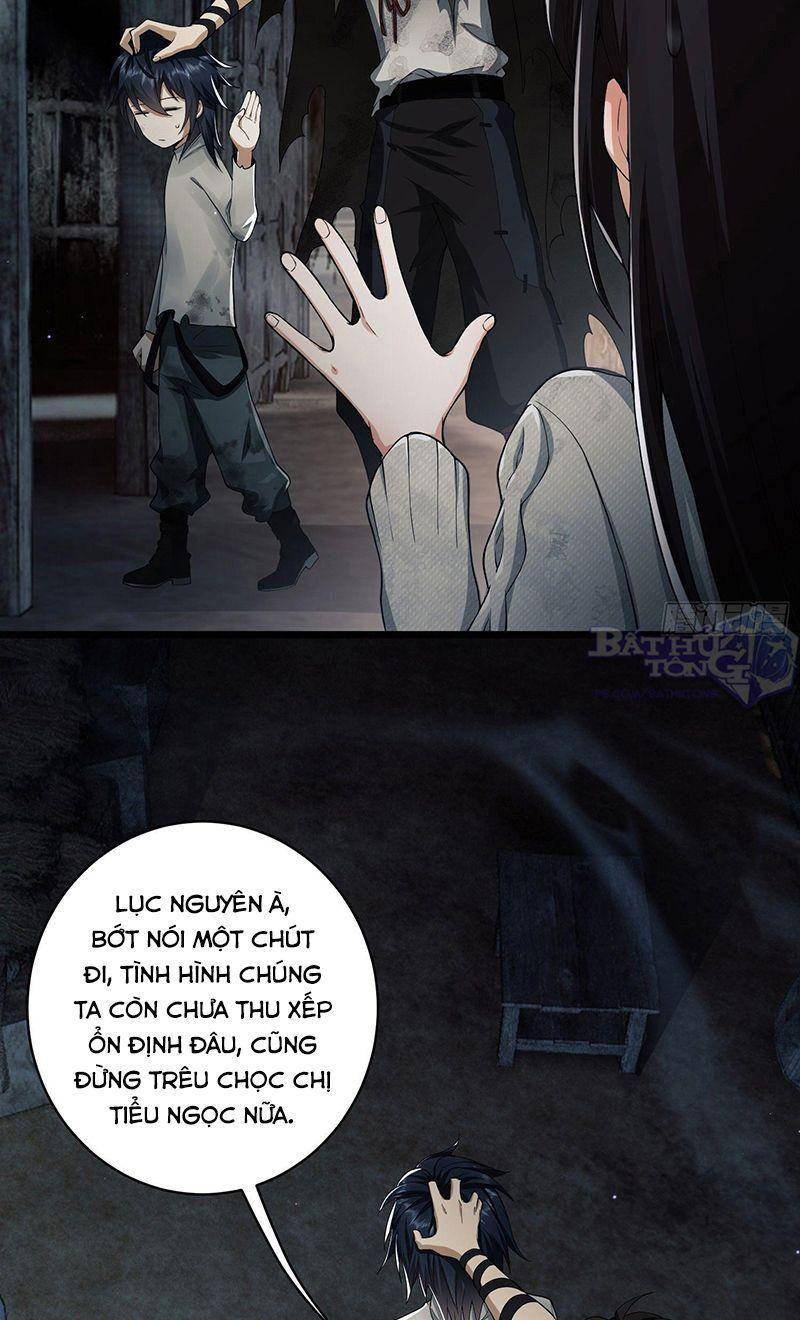 BẤT HỦ
TÔNG
LỤC NGUYÊN À,
BỚT NÓI MỘT CHÚT
ĐI, TÌNH HÌNH CHÚNG
TA CÒN CHƯA THU XẾP
ỔN ĐỊNH ĐÂU, CŨNG
ĐỪNG TRÊU CHỌC CHỊ
TIỂU NGỌC NỮA.